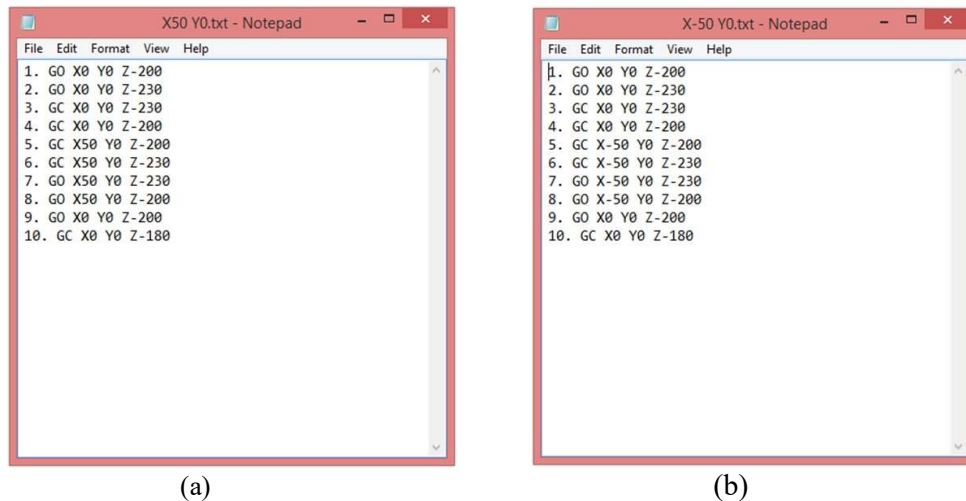 X50 Y0.txt - Notepad
File Edit Format View Help
1. GO X0 Y0 Z-200
2. GO X0 Y0 Z-230
3. GC X0 Y0 Z-230
4. GC X0 Y0 Z-200
5. GC X50 Y0 Z-200
6. GC X50 Y0 Z-230
7. GO X50 Y0 Z-230
8. GO X50 Y0 Z-200
9. GO X0 Y0 Z-200
10. GC X0 Y0 Z-180
(a)
X-50 Y0.txt - Notepad
File Edit Format View Help
1. GO X0 Y0 Z-200
2. GO X0 Y0 Z-230
3. GC X0 Y0 Z-230
4. GC X0 Y0 Z-200
5. GC X-50 Y0 Z-200
6. GC X-50 Y0 Z-230
7. GO X-50 Y0 Z-230
8. GO X-50 Y0 Z-200
9. GO X0 Y0 Z-200
10. GC X0 Y0 Z-180
(b)